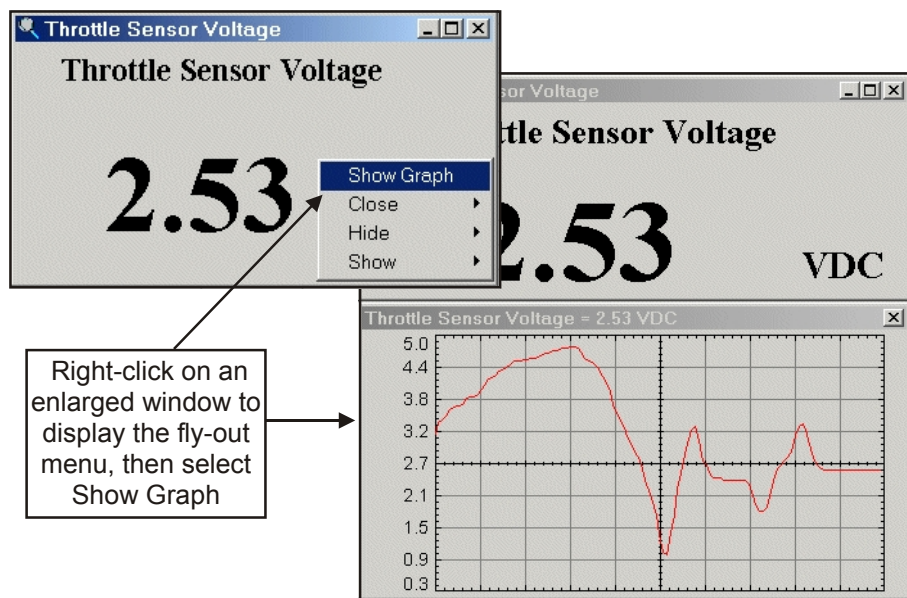 Throttle Sensor Voltage
Throttle Sensor Voltage
2.53
Show Graph
Close
Hide
Show
sor Voltage
ttle Sensor Voltage
2.53
VDC
Throttle Sensor Voltage = 2.53 VDC
5.0
4.4
3.8
3.2
2.7
2.1
1.5
0.9
0.3
Right-click on an
enlarged window to
display the fly-out
menu, then select
Show Graph